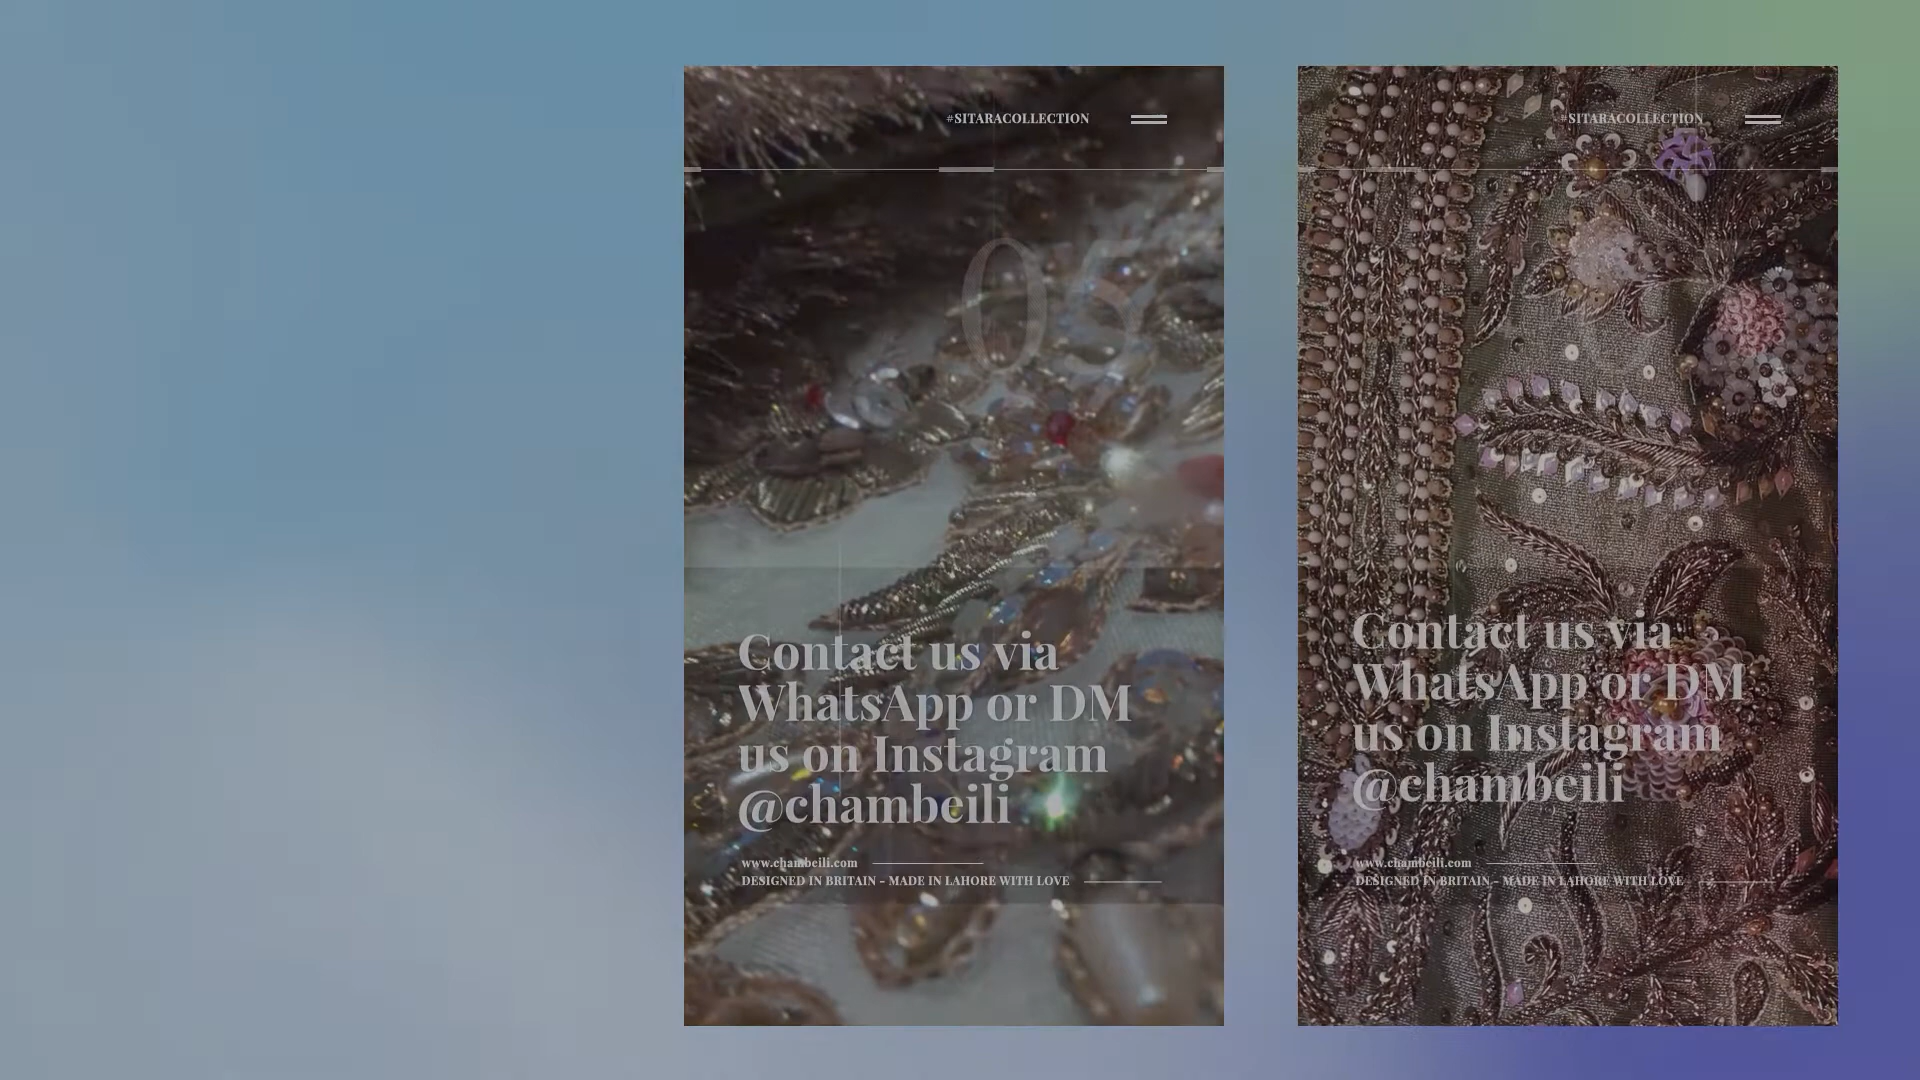 #SITARACOLLECTION
05
Contact us via
WhatsApp or DM
us on Instagram
@chambeili
www.chambeili.com
DESIGNED IN BRITAIN - MADE IN LAHORE WITH LOVE
#SITARACOLLECTION
Contact us via
WhatsApp or DM
us on Instagram
@chambeili
www.chambeili.com
DESIGNED IN BRITAIN - MADE IN LAHORE WITH LOVE